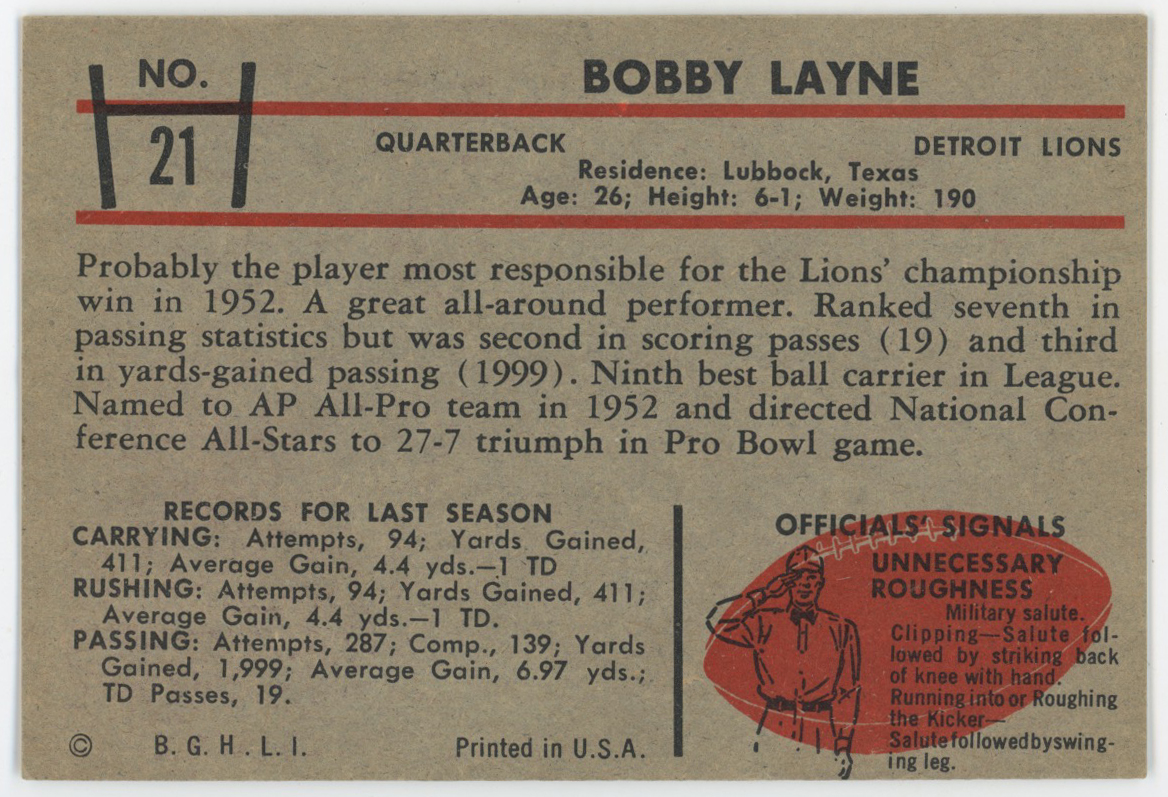 NO.
21
BOBBY LAYNE
QUARTERBACK DETROIT LIONS
Residence: Lubbock, Texas
Age: 26; Height: 6-1; Weight: 190
Probably the player most responsible for the Lions' championship
win in 1952. A great all-around performer. Ranked seventh in
passing statistics but was second in scoring passes (19) and third
in yards-gained passing (1999). Ninth best ball carrier in League.
Named to AP All-Pro team in 1952 and directed National Con-
ference All-Stars to 27-7 triumph in Pro Bowl game.
RECORDS FOR LAST SEASON
CARRYING: Attempts, 94; Yards Gained,
411; Average Gain, 4.4 yds.—1 TD
RUSHING: Attempts, 94; Yards Gained, 411;
Average Gain, 4.4 yds.—1 TD.
PASSING: Attempts, 287; Comp., 139; Yards
Gained, 1,999; Average Gain, 6.97 yds.;
TD Passes, 19.
© B. G. H. L. I. Printed in U.S.A.
OFFICIALS' SIGNALS
UNNECESSARY
ROUGHNESS
Military salute.
Clipping—Salute fol-
lowed by striking back
of knee with hand.
Running into or Roughing
the Kicker—
Salute followed by swing-
ing leg.